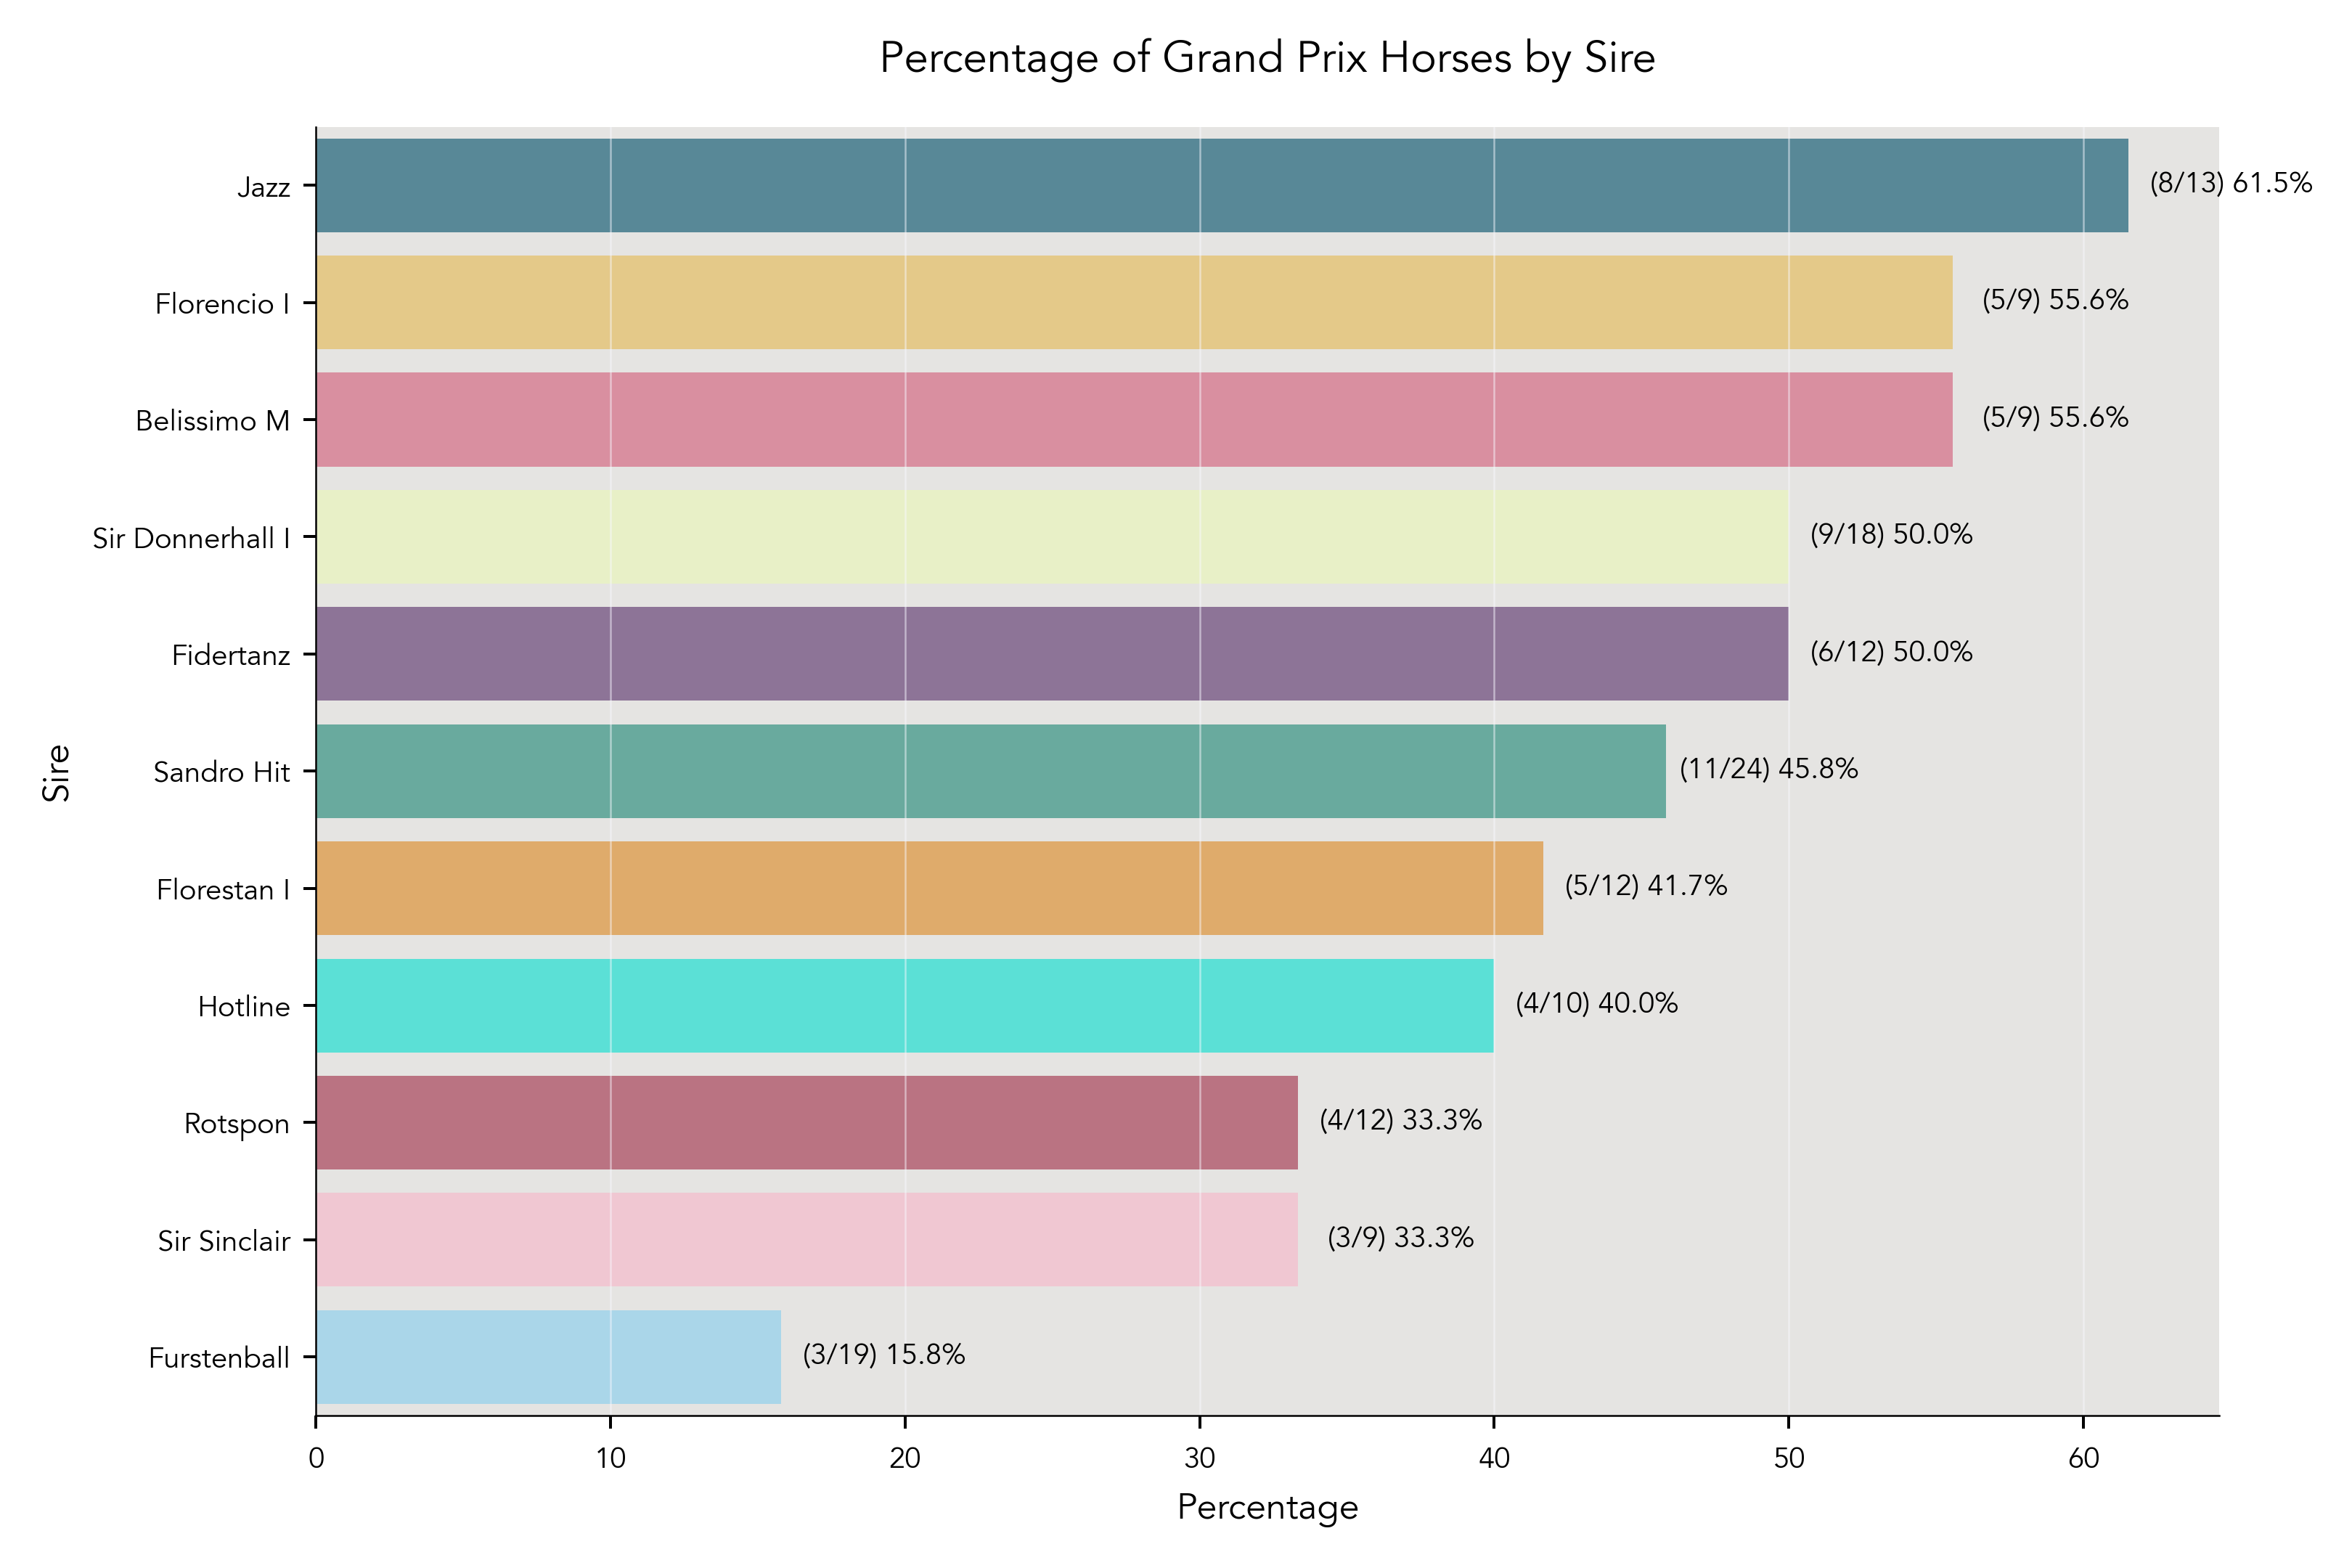 Percentage of Grand Prix Horses by Sire
Jazz
(8/13) 61.5%
Florencio I
(5/9) 55.6%
Belissimo M
(5/9) 55.6%
Sir Donnerhall I
(9/18) 50.0%
Fidertanz
(6/12) 50.0%
Sandro Hit
(11/24) 45.8%
Florestan I
(5/12) 41.7%
Hotline
(4/10) 40.0%
Rotspon
(4/12) 33.3%
Sir Sinclair
(3/9) 33.3%
Furstenball
(3/19) 15.8%
Sire
0 10 20 30 40 50 60
Percentage